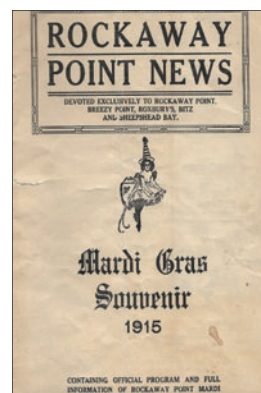 ROCKAWAY
POINT NEWS
DEVOTED EXCLUSIVELY TO ROCKAWAY POINT,
BREEZY POINT, ROXBURY'S, RITZ
AND SHEEPSHEAD BAY.
Mardi Gras
Souvenir
1915
CONTAINING OFFICIAL PROGRAM AND FULL
INFORMATION OF ROCKAWAY POINT MARDI